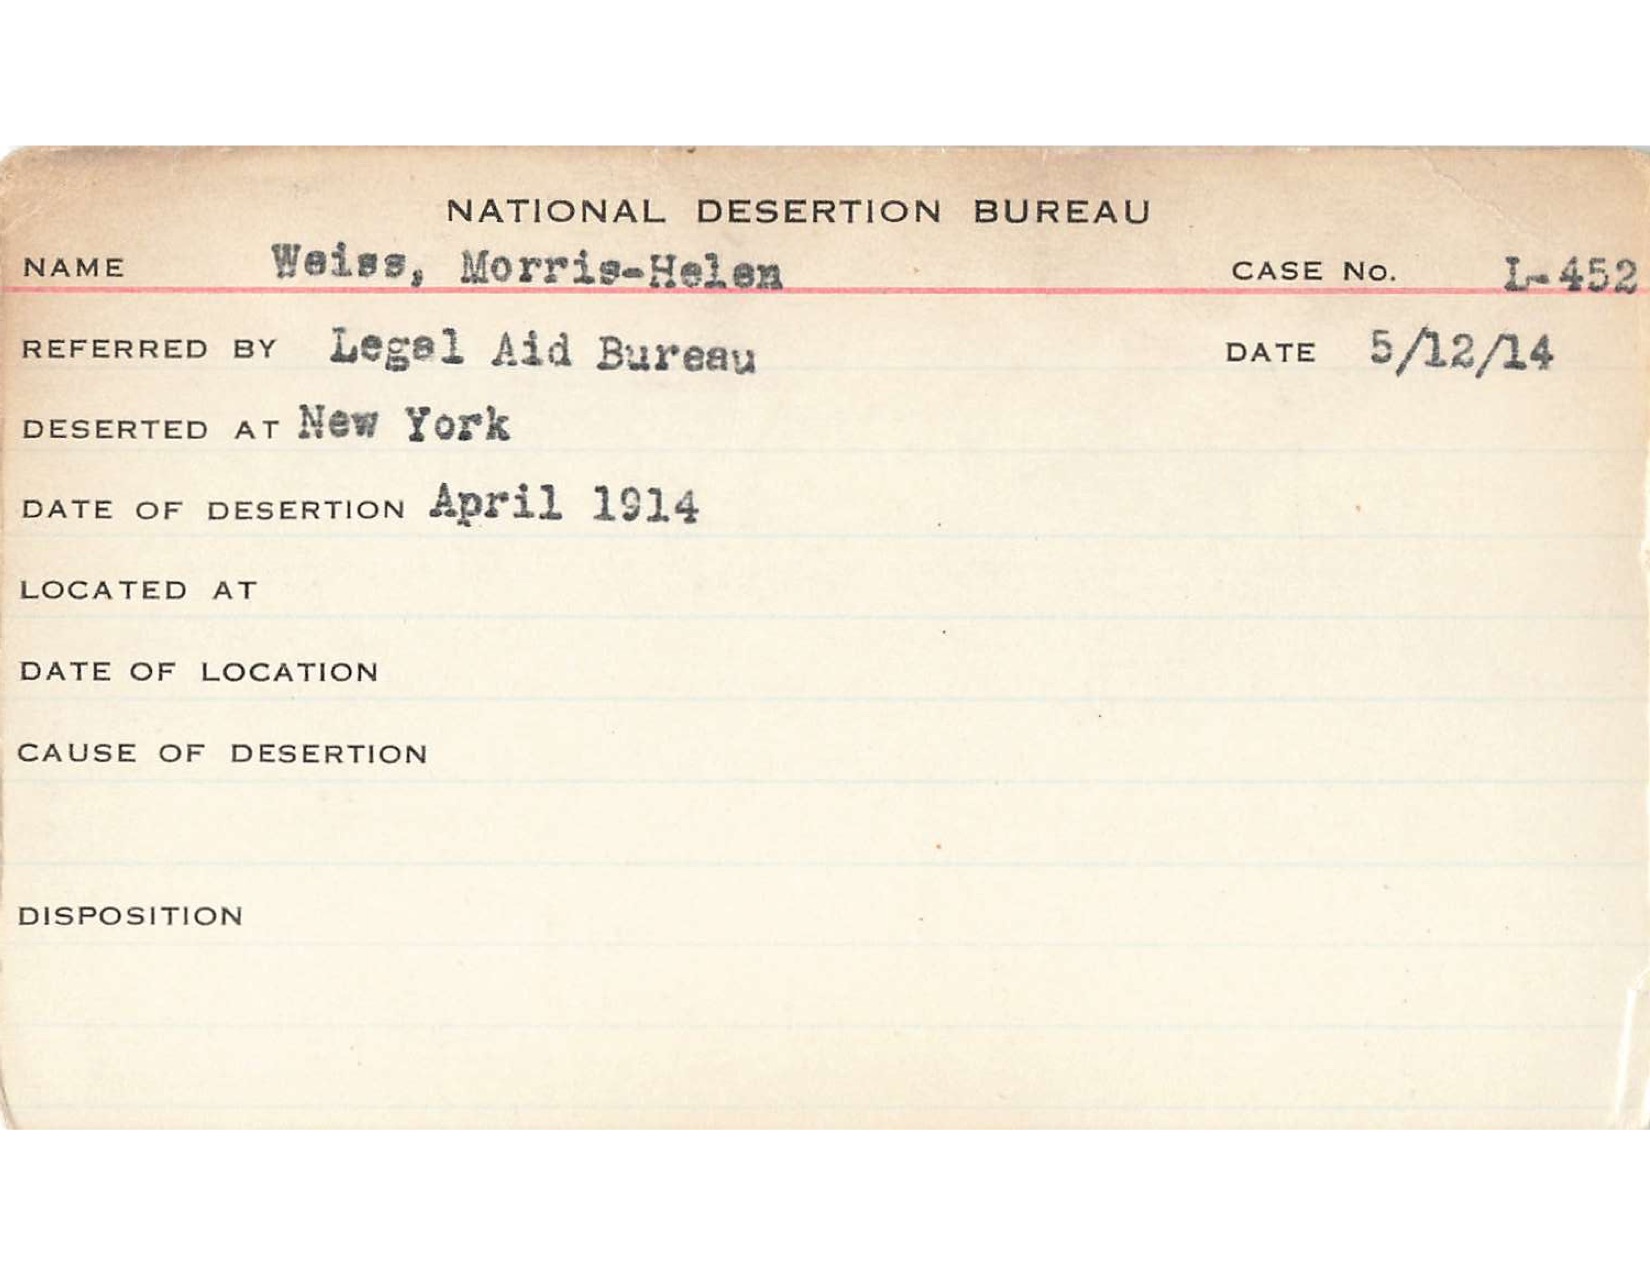 NATIONAL DESERTION BUREAU
NAME Weiss, Morris-Helen CASE No. L-452
REFERRED BY Legal Aid Bureau DATE 5/12/14
DESERTED AT New York
DATE OF DESERTION April 1914
LOCATED AT
DATE OF LOCATION
CAUSE OF DESERTION
DISPOSITION